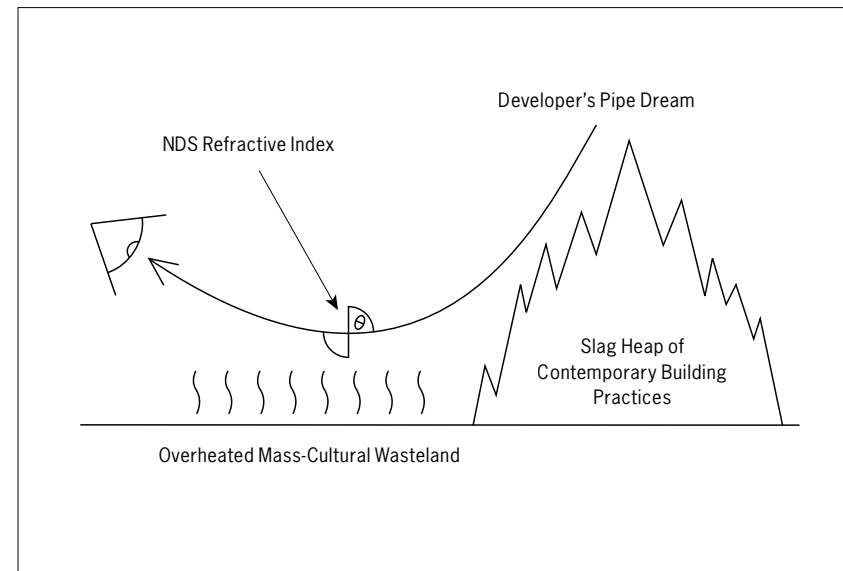 Developer’s Pipe Dream
NDS Refractive Index
θ
Slag Heap of
Contemporary Building
Practices
Overheated Mass-Cultural Wasteland